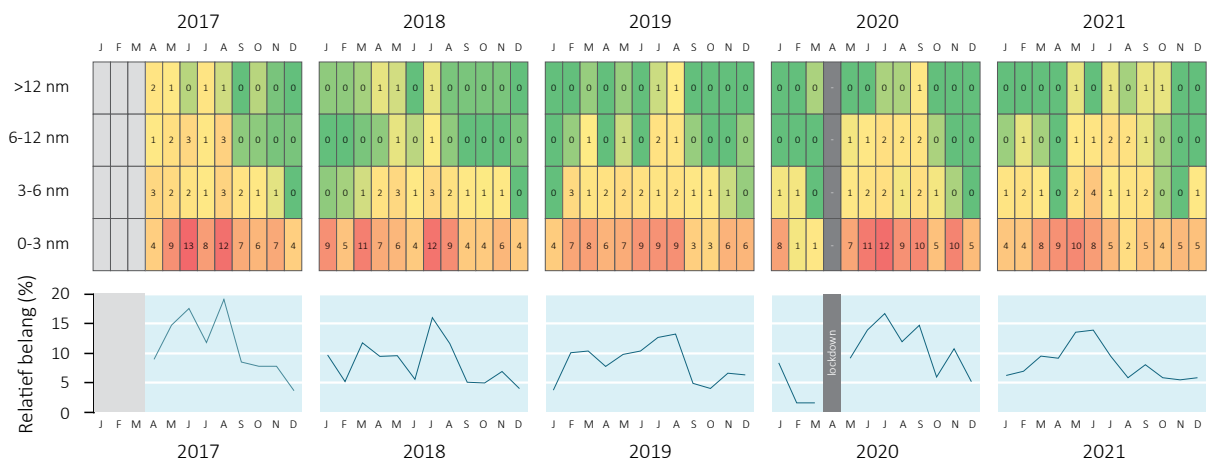 2017 2018 2019 2020 2021
J F M A M J J A S O N D J F M A M J J A S O N D J F M A M J J A S O N D J F M A M J J A S O N D J F M A M J J A S O N D
>12 nm 2 1 0 1 1 0 0 0 0 0 0 0 1 1 0 1 0 0 0 0 0 0 0 0 0 0 0 1 1 0 0 0 0 0 0 0 - 0 0 0 0 1 0 0 0 0 0 0 0 1 0 1 0 1 1 0 0
6-12 nm 1 2 3 1 3 0 0 0 0 0 0 0 0 1 0 1 0 0 0 0 0 0 0 1 0 1 0 2 1 0 0 0 0 0 0 0 - 1 1 2 2 2 0 0 0 0 1 0 0 1 1 2 2 1 0 0 0
3-6 nm 3 2 2 1 3 2 1 1 0 0 0 1 2 3 1 3 2 1 1 1 0 0 3 1 2 2 2 1 2 1 1 1 0 1 1 0 - 1 2 2 1 2 1 0 0 1 2 1 0 2 4 1 1 2 0 0 1
0-3 nm 4 9 13 8 12 7 6 7 4 9 5 11 7 6 4 12 9 4 4 6 4 4 7 8 6 7 9 9 9 3 3 6 6 8 1 1 - 7 11 12 9 10 5 10 5 4 4 8 9 10 8 5 2 5 4 5 5
Relatief belang (%)
20
15
10
5
0
lockdown
J F M A M J J A S O N D J F M A M J J A S O N D J F M A M J J A S O N D J F M A M J J A S O N D J F M A M J J A S O N D
2017 2018 2019 2020 2021